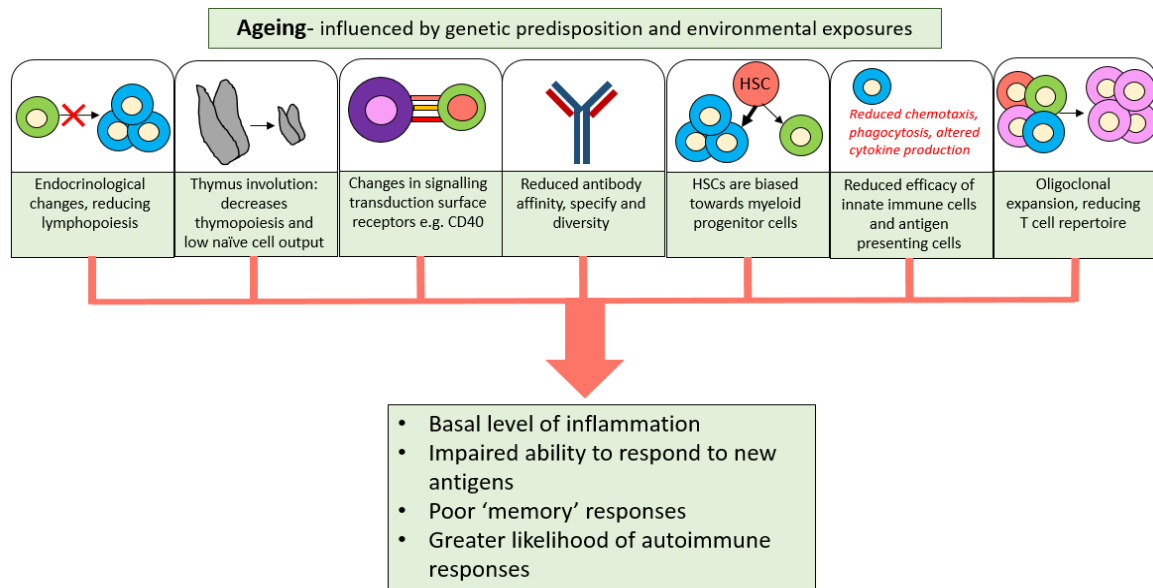 Ageing- influenced by genetic predisposition and environmental exposures
HSC
Reduced chemotaxis,
phagocytosis, altered
cytokine production
Endocrinological
changes, reducing
lymphopoiesis
Thymus involution:
decreases
thymopoiesis and
low naïve cell output
Changes in signalling
transduction surface
receptors e.g. CD40
Reduced antibody
affinity, specify and
diversity
HSCs are biased
towards myeloid
progenitor cells
Reduced efficacy of
innate immune cells
and antigen
presenting cells
Oligoclonal
expansion, reducing
T cell repertoire
• Basal level of inflammation
• Impaired ability to respond to new
antigens
• Poor ‘memory’ responses
• Greater likelihood of autoimmune
responses